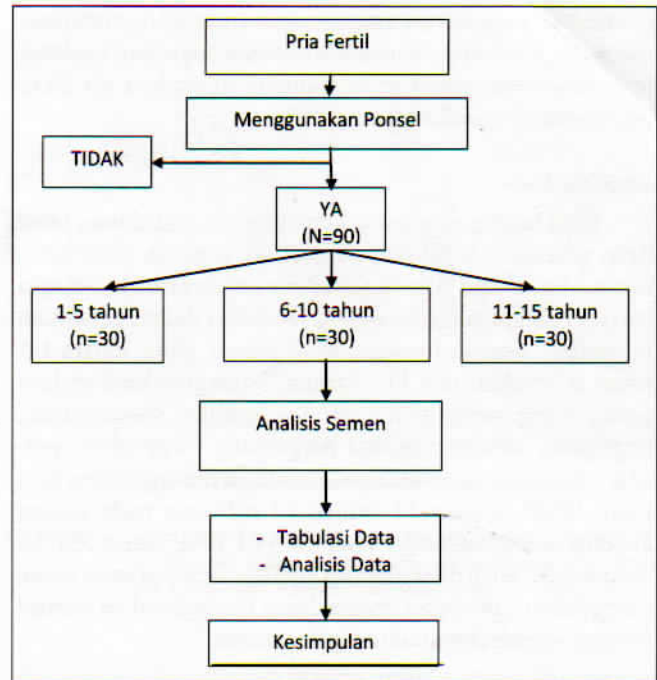 Pria Fertil
Menggunakan Ponsel
TIDAK
YA
(N=90)
1-5 tahun
(n=30)
6-10 tahun
(n=30)
11-15 tahun
(n=30)
Analisis Semen
- Tabulasi Data
- Analisis Data
Kesimpulan